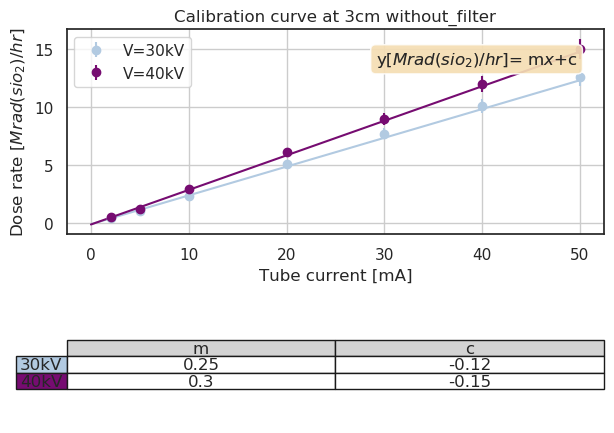 Calibration curve at 3cm without_filter
Dose rate [Mrad(sio₂)/hr]
15
10
5
0
V=30kV
V=40kV
y[Mrad(sio₂)/hr]= mx+c
0 10 20 30 40 50
Tube current [mA]
m c
30kV 0.25 -0.12
40kV 0.3 -0.15